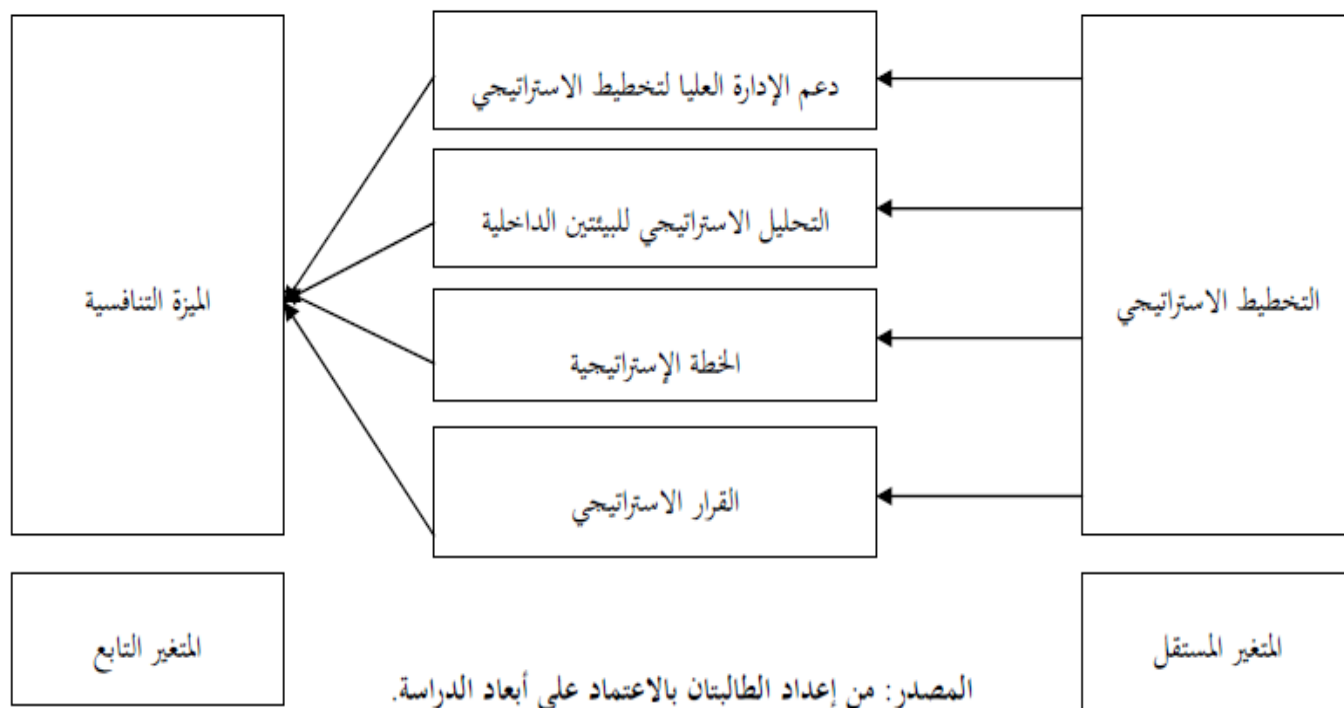 دعم الإدارة العليا لتخطيط الاستراتيجي
التحليل الاستراتيجي للبيئتين الداخلية
التخطيط الاستراتيجي
الميزة التنافسية
الخطة الإستراتيجية
القرار الاستراتيجي
المتغير المستقل
المتغير التابع
المصدر: من إعداد الطالبتان بالاعتماد على أبعاد الدراسة.